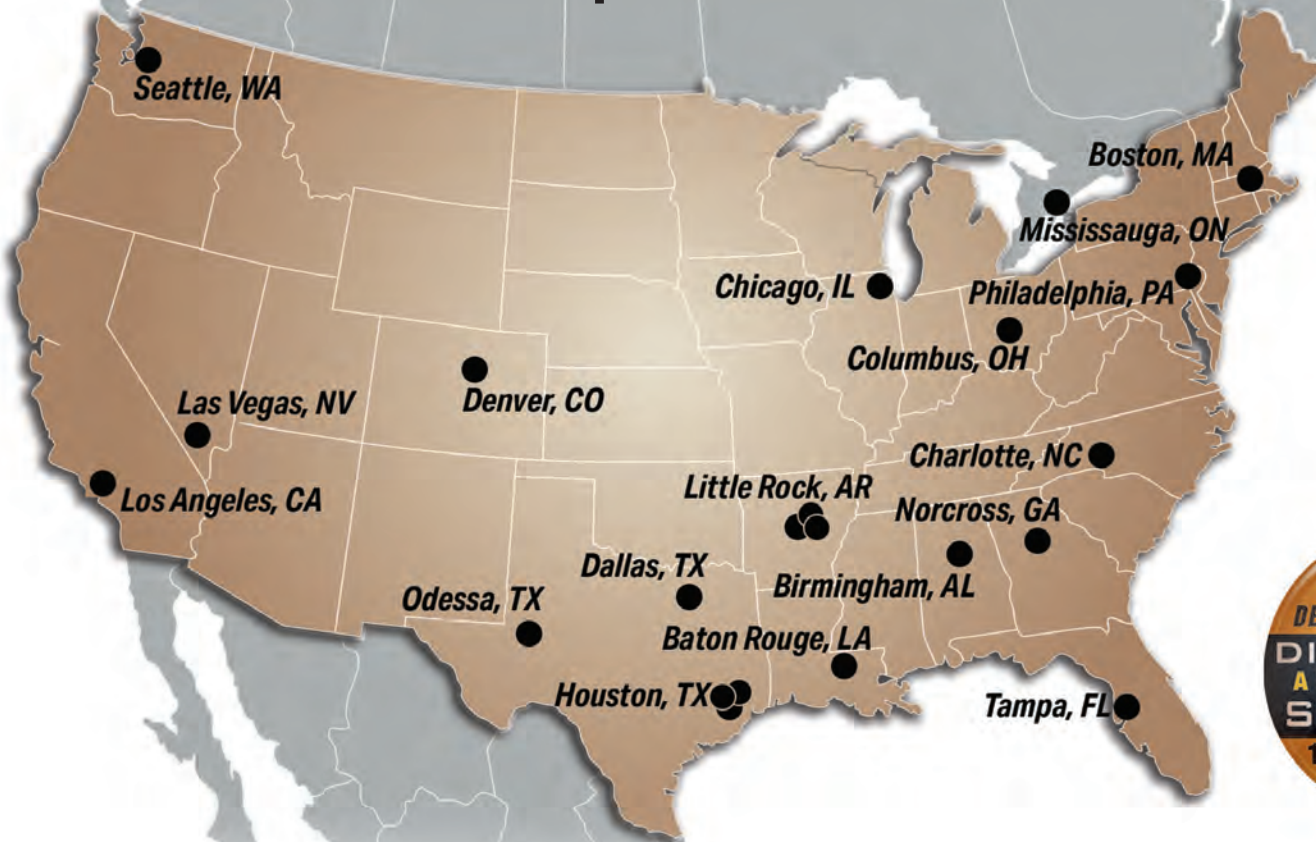 Seattle, WA
Boston, MA
Mississauga, ON
Chicago, IL
Philadelphia, PA
Columbus, OH
Las Vegas, NV
Denver, CO
Charlotte, NC
Little Rock, AR
Los Angeles, CA
Norcross, GA
Dallas, TX
Birmingham, AL
Odessa, TX
Baton Rouge, LA
Houston, TX
Tampa, FL